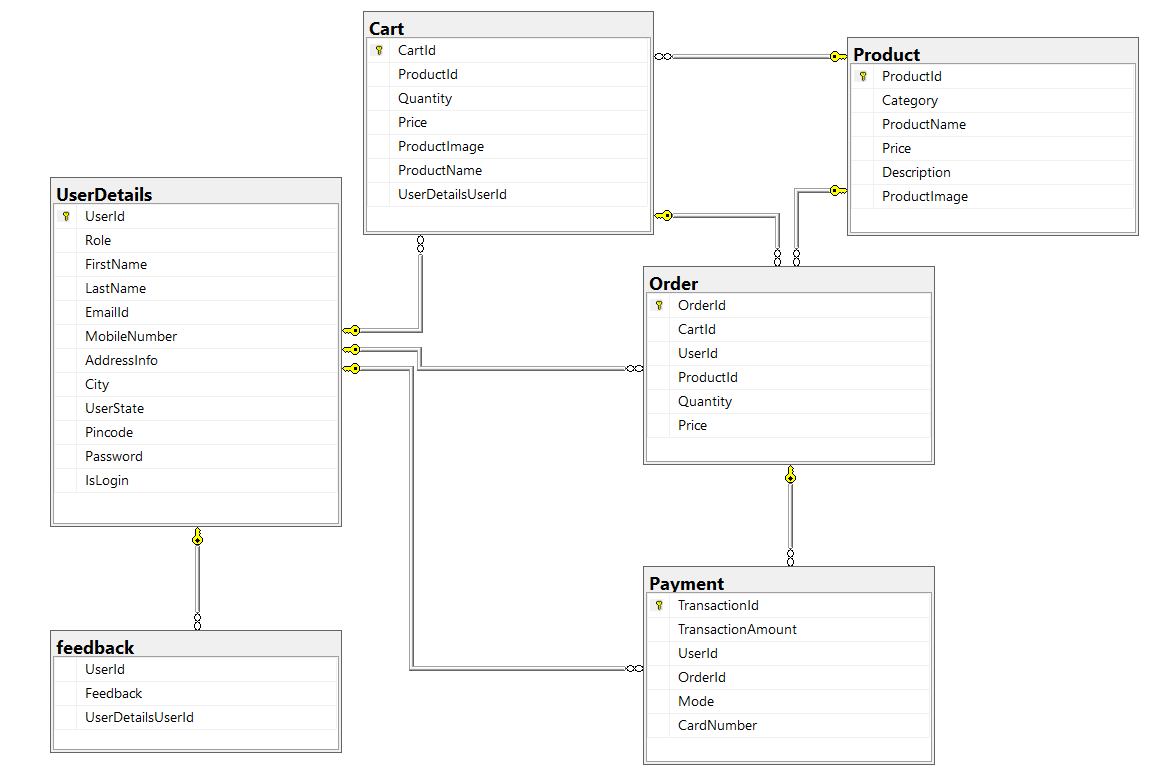 Cart
CartId
ProductId
Quantity
Price
ProductImage
ProductName
UserDetailsUserId
Product
ProductId
Category
ProductName
Price
Description
ProductImage
UserDetails
UserId
Role
FirstName
LastName
EmailId
MobileNumber
AddressInfo
City
UserState
Pincode
Password
IsLogin
Order
OrderId
CartId
UserId
ProductId
Quantity
Price
feedback
UserId
Feedback
UserDetailsUserId
Payment
TransactionId
TransactionAmount
UserId
OrderId
Mode
CardNumber